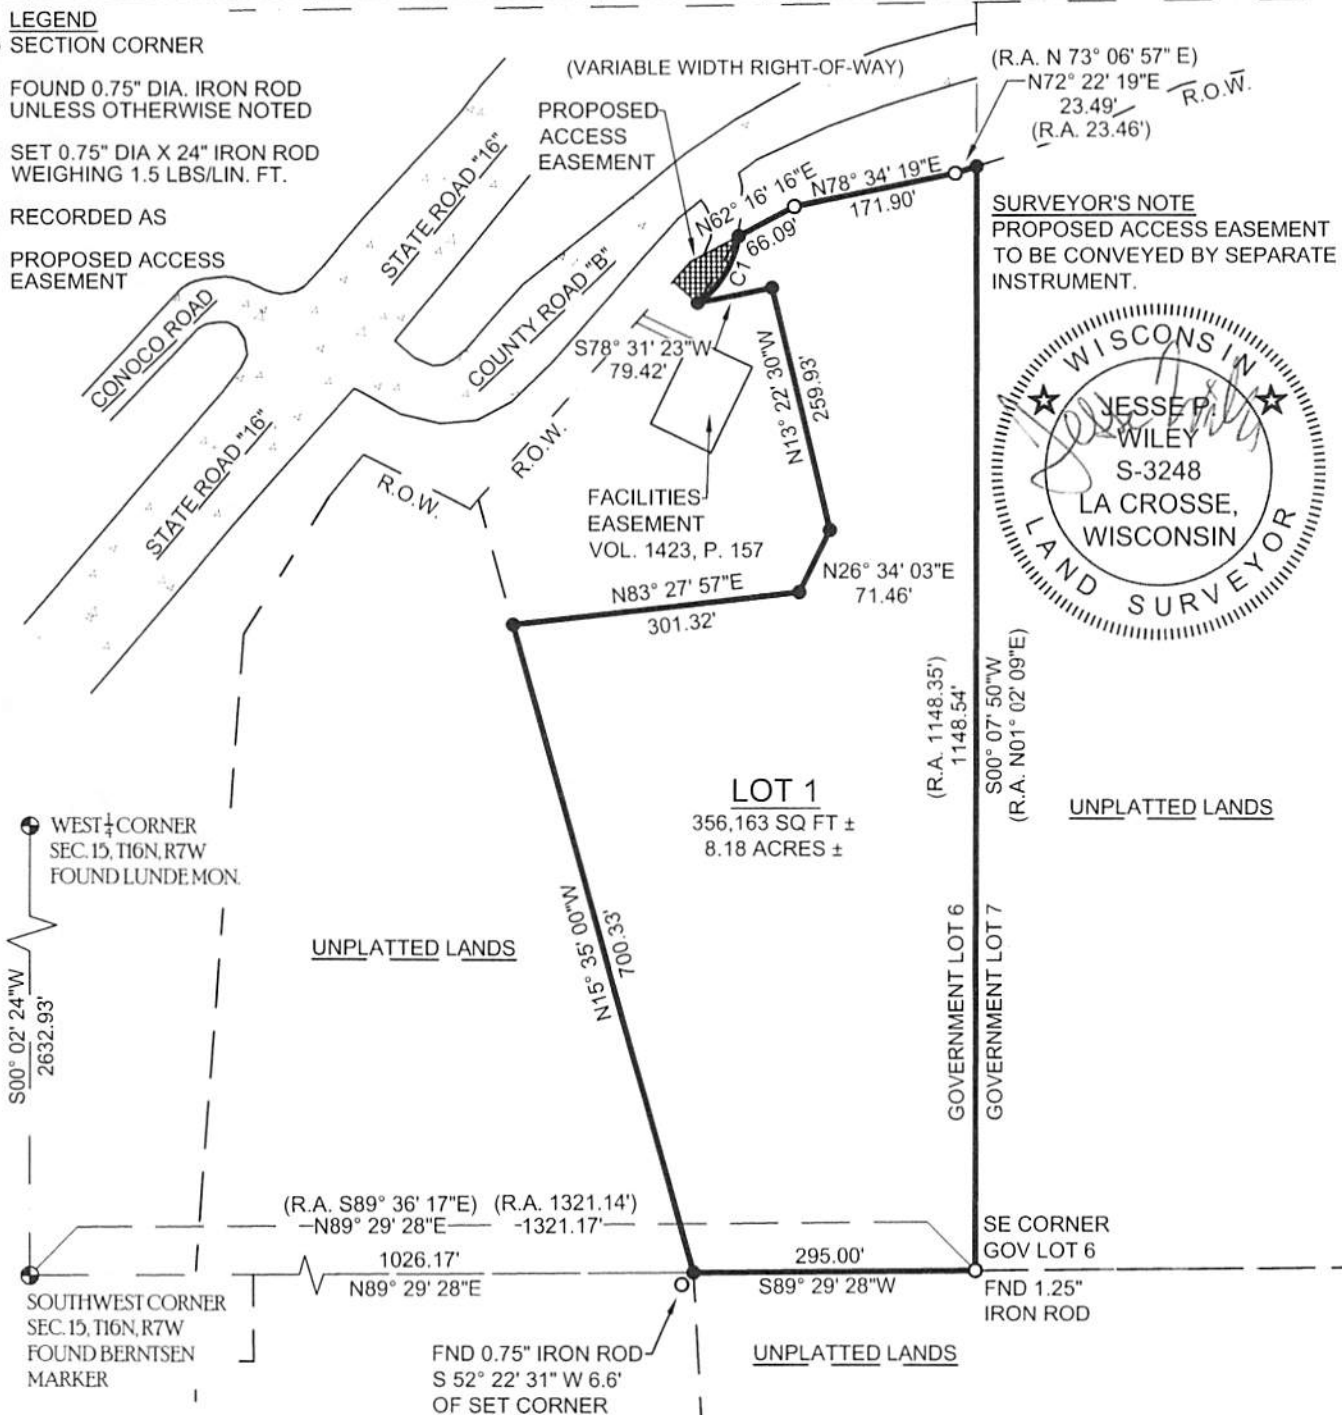 LEGEND
SECTION CORNER
FOUND 0.75" DIA. IRON ROD
UNLESS OTHERWISE NOTED
SET 0.75" DIA X 24" IRON ROD
WEIGHING 1.5 LBS/LIN. FT.
RECORDED AS
PROPOSED ACCESS
EASEMENT
(VARIABLE WIDTH RIGHT-OF-WAY)
PROPOSED
ACCESS
EASEMENT
(R.A. N 73° 06' 57" E)
N72° 22' 19"E
23.49'
(R.A. 23.46')
R.O.W.
N62° 16' 16"E
66.09'
N78° 34' 19"E
171.90'
C1
SURVEYOR'S NOTE
PROPOSED ACCESS EASEMENT
TO BE CONVEYED BY SEPARATE
INSTRUMENT.
STATE ROAD "16"
COUNTY ROAD "B"
CONOCO ROAD
STATE ROAD "16"
R.O.W.
R.O.W.
S78° 31' 23"W
79.42'
N13° 22' 30"W
259.93'
WISCONSIN
JESSE P.
WILEY
S-3248
LA CROSSE,
WISCONSIN
LAND SURVEYOR
FACILITIES
EASEMENT
VOL. 1423, P. 157
N83° 27' 57"E
301.32'
N26° 34' 03"E
71.46'
(R.A. 1148.35')
1148.54'
S00° 07' 50"W
(R.A. N01° 02' 09"E)
LOT 1
356,163 SQ FT ±
8.18 ACRES ±
UNPLATTED LANDS
WEST ¼ CORNER
SEC. 15, T16N, R7W
FOUND LUNDE MON.
UNPLATTED LANDS
N15° 35' 00"W
700.33'
GOVERNMENT LOT 6
GOVERNMENT LOT 7
S00° 02' 24"W
2632.93'
(R.A. S89° 36' 17"E) (R.A. 1321.14')
N89° 29' 28"E 1321.17'
1026.17'
N89° 29' 28"E
295.00'
S89° 29' 28"W
SE CORNER
GOV LOT 6
FND 1.25"
IRON ROD
SOUTHWEST CORNER
SEC. 15, T16N, R7W
FOUND BERNTSEN
MARKER
FND 0.75" IRON ROD
S 52° 22' 31" W 6.6'
OF SET CORNER
UNPLATTED LANDS